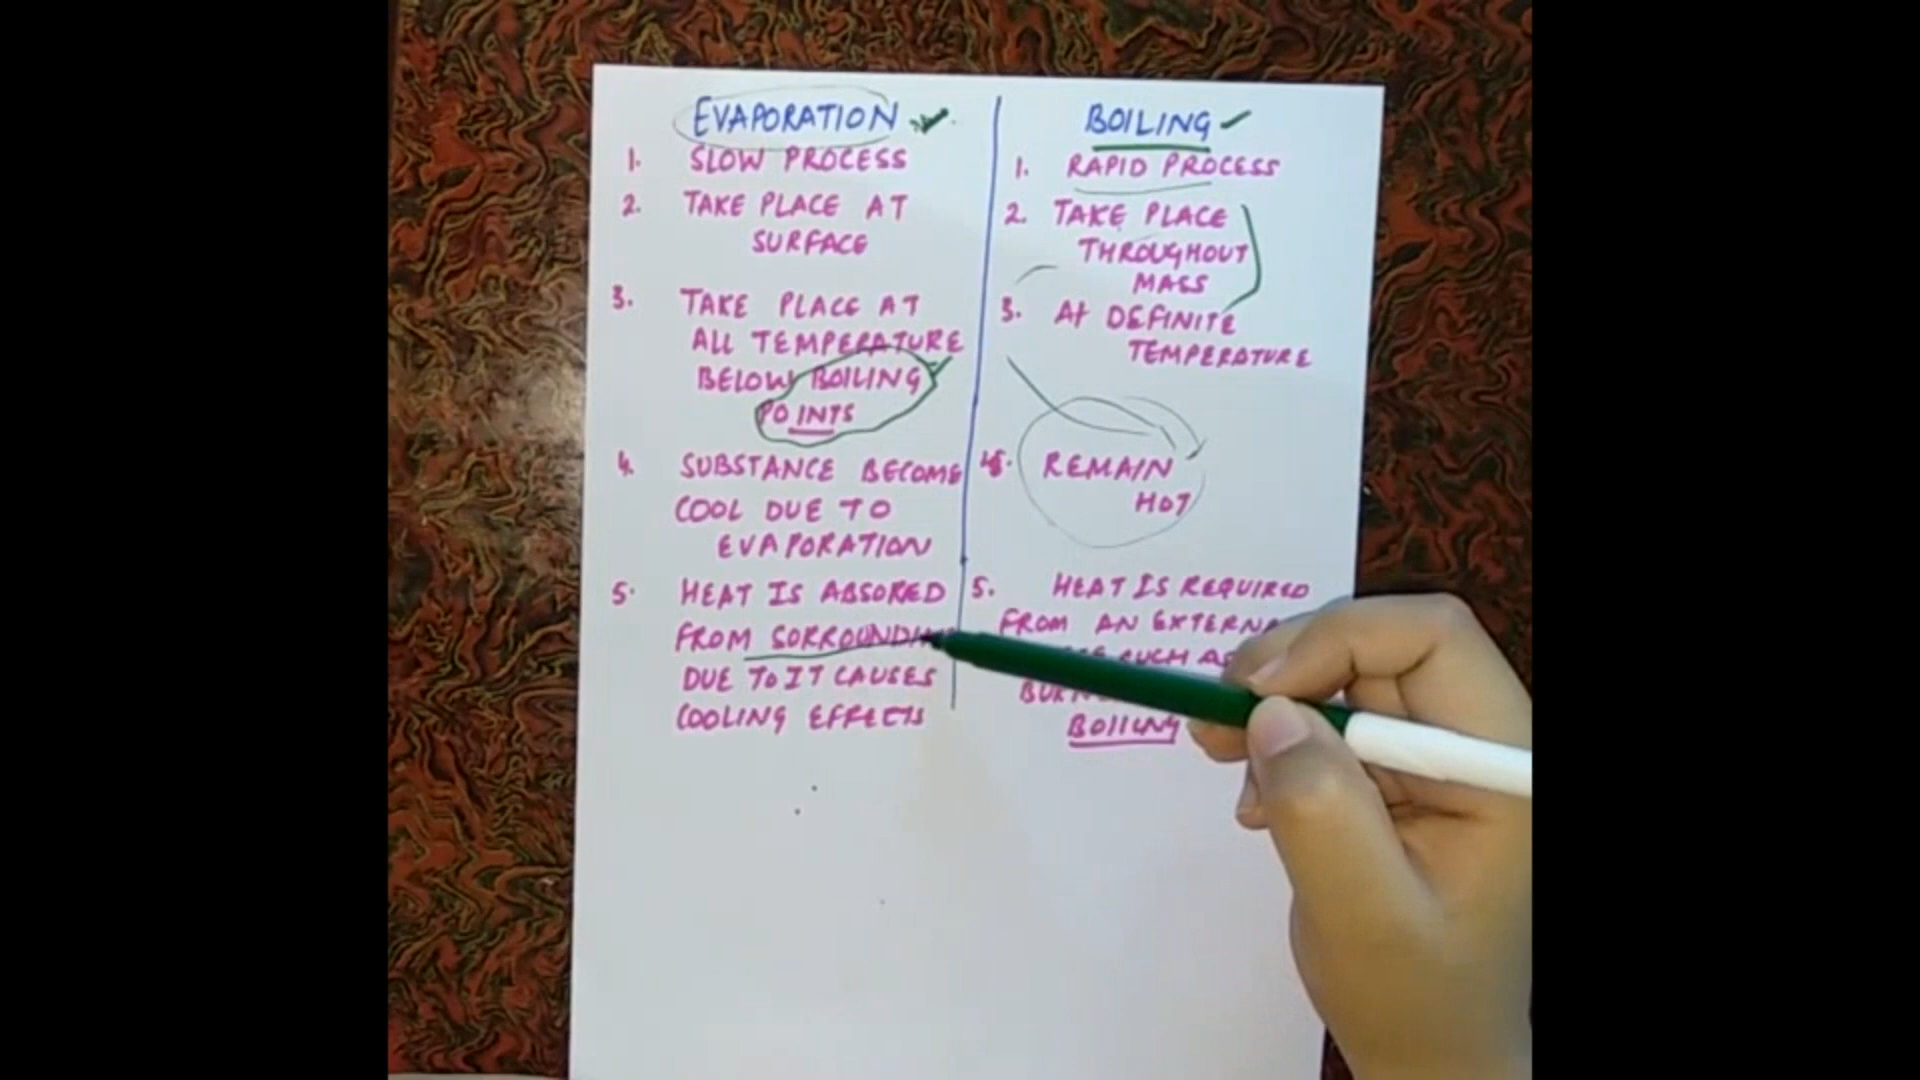 EVAPORATION
1. SLOW PROCESS
2. TAKE PLACE AT
SURFACE
3. TAKE PLACE AT
ALL TEMPERATURE
BELOW BOILING
POINTS
4. SUBSTANCE BECOME
COOL DUE TO
EVAPORATION
5. HEAT IS ABSORED
FROM
DUE TO IT CAUSES
COOLING EFFECTS
BOILING
1. RAPID PROCESS
2. TAKE PLACE
THROUGHOUT
MASS
3. At DEFINITE
TEMPERATURE
4. REMAIN
HOT
5. HEAT IS REQUIRED
FROM AN
SUCH AS
BOILING